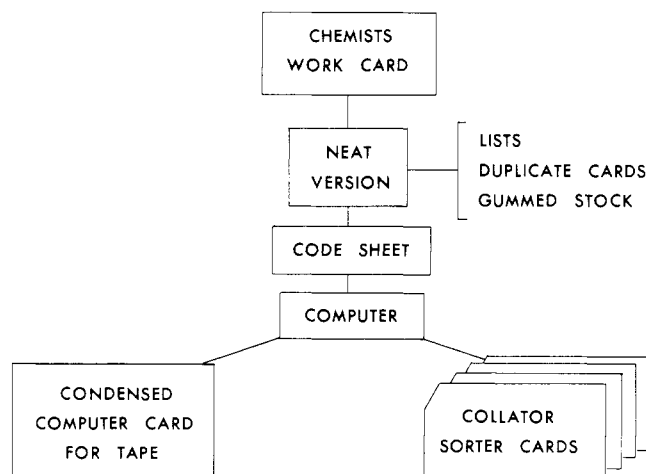 CHEMISTS
WORK CARD
NEAT
VERSION
LISTS
DUPLICATE CARDS
GUMMED STOCK
CODE SHEET
COMPUTER
CONDENSED
COMPUTER CARD
FOR TAPE
COLLATOR
SORTER CARDS